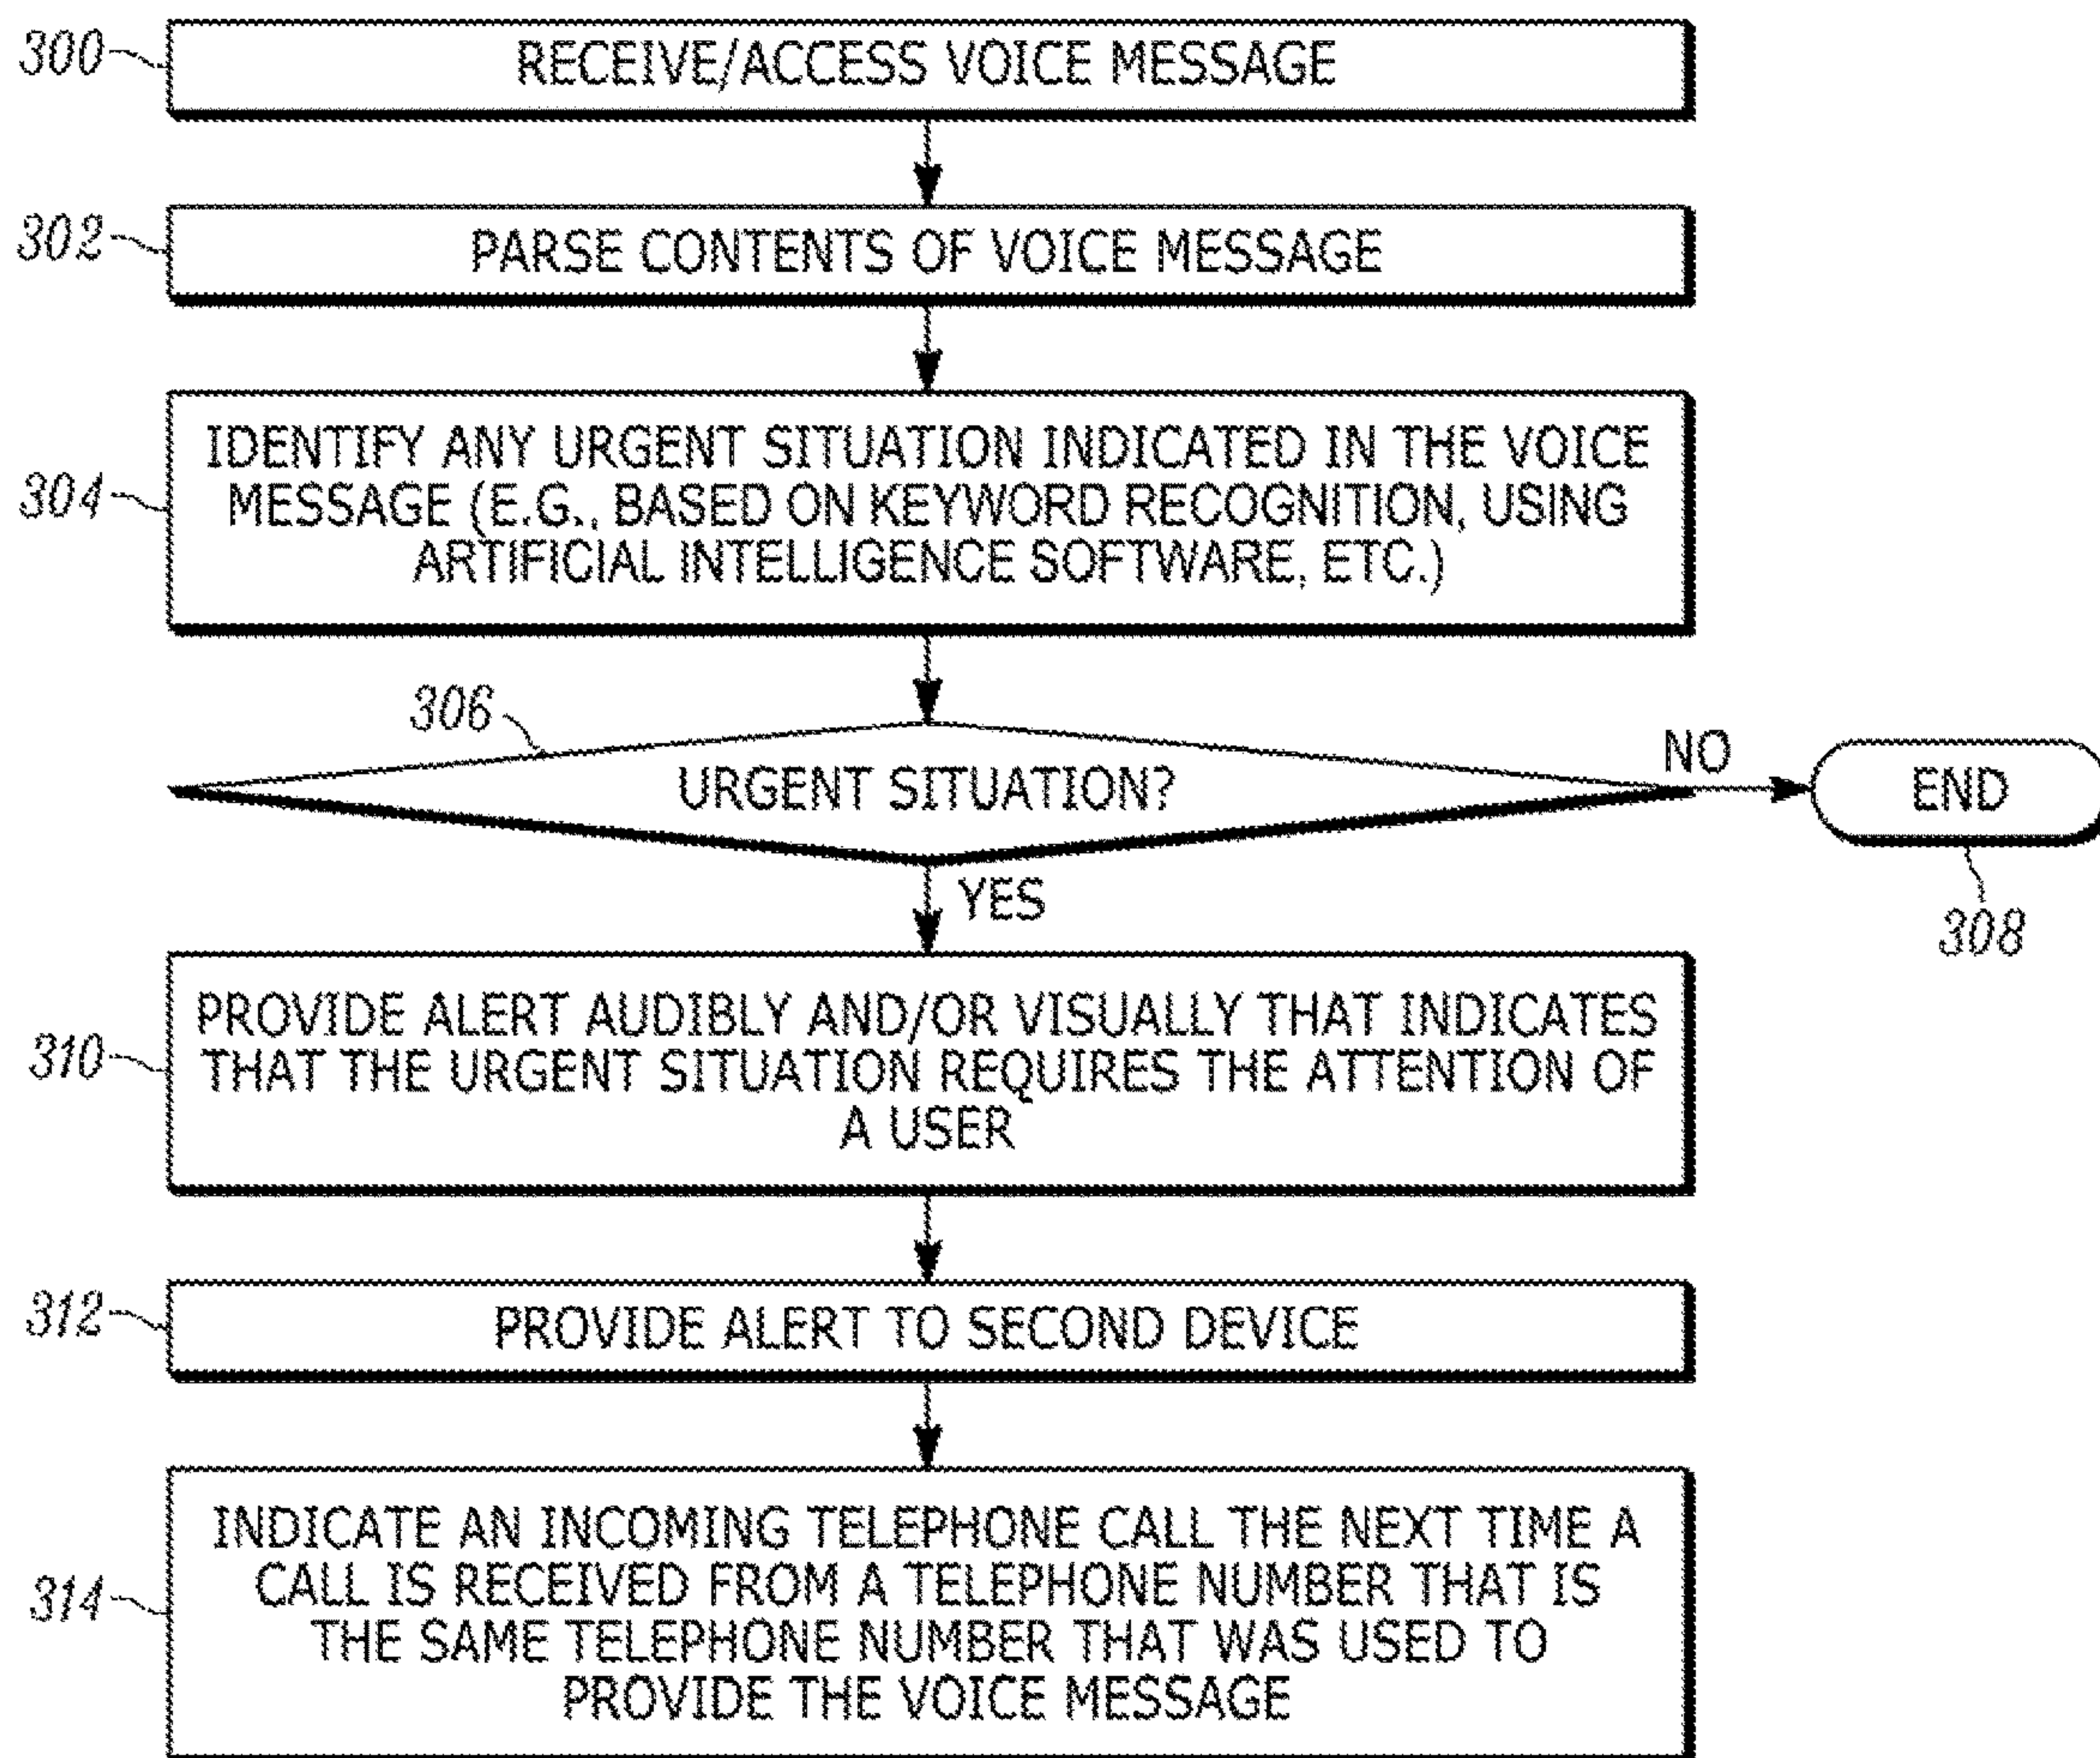 300
RECEIVE/ACCESS VOICE MESSAGE
302
PARSE CONTENTS OF VOICE MESSAGE
304
IDENTIFY ANY URGENT SITUATION INDICATED IN THE VOICE
MESSAGE (E.G., BASED ON KEYWORD RECOGNITION, USING
ARTIFICIAL INTELLIGENCE SOFTWARE, ETC.)
306
URGENT SITUATION?
NO
END
308
YES
310
PROVIDE ALERT AUDIBLY AND/OR VISUALLY THAT INDICATES
THAT THE URGENT SITUATION REQUIRES THE ATTENTION OF
A USER
312
PROVIDE ALERT TO SECOND DEVICE
314
INDICATE AN INCOMING TELEPHONE CALL THE NEXT TIME A
CALL IS RECEIVED FROM A TELEPHONE NUMBER THAT IS
THE SAME TELEPHONE NUMBER THAT WAS USED TO
PROVIDE THE VOICE MESSAGE